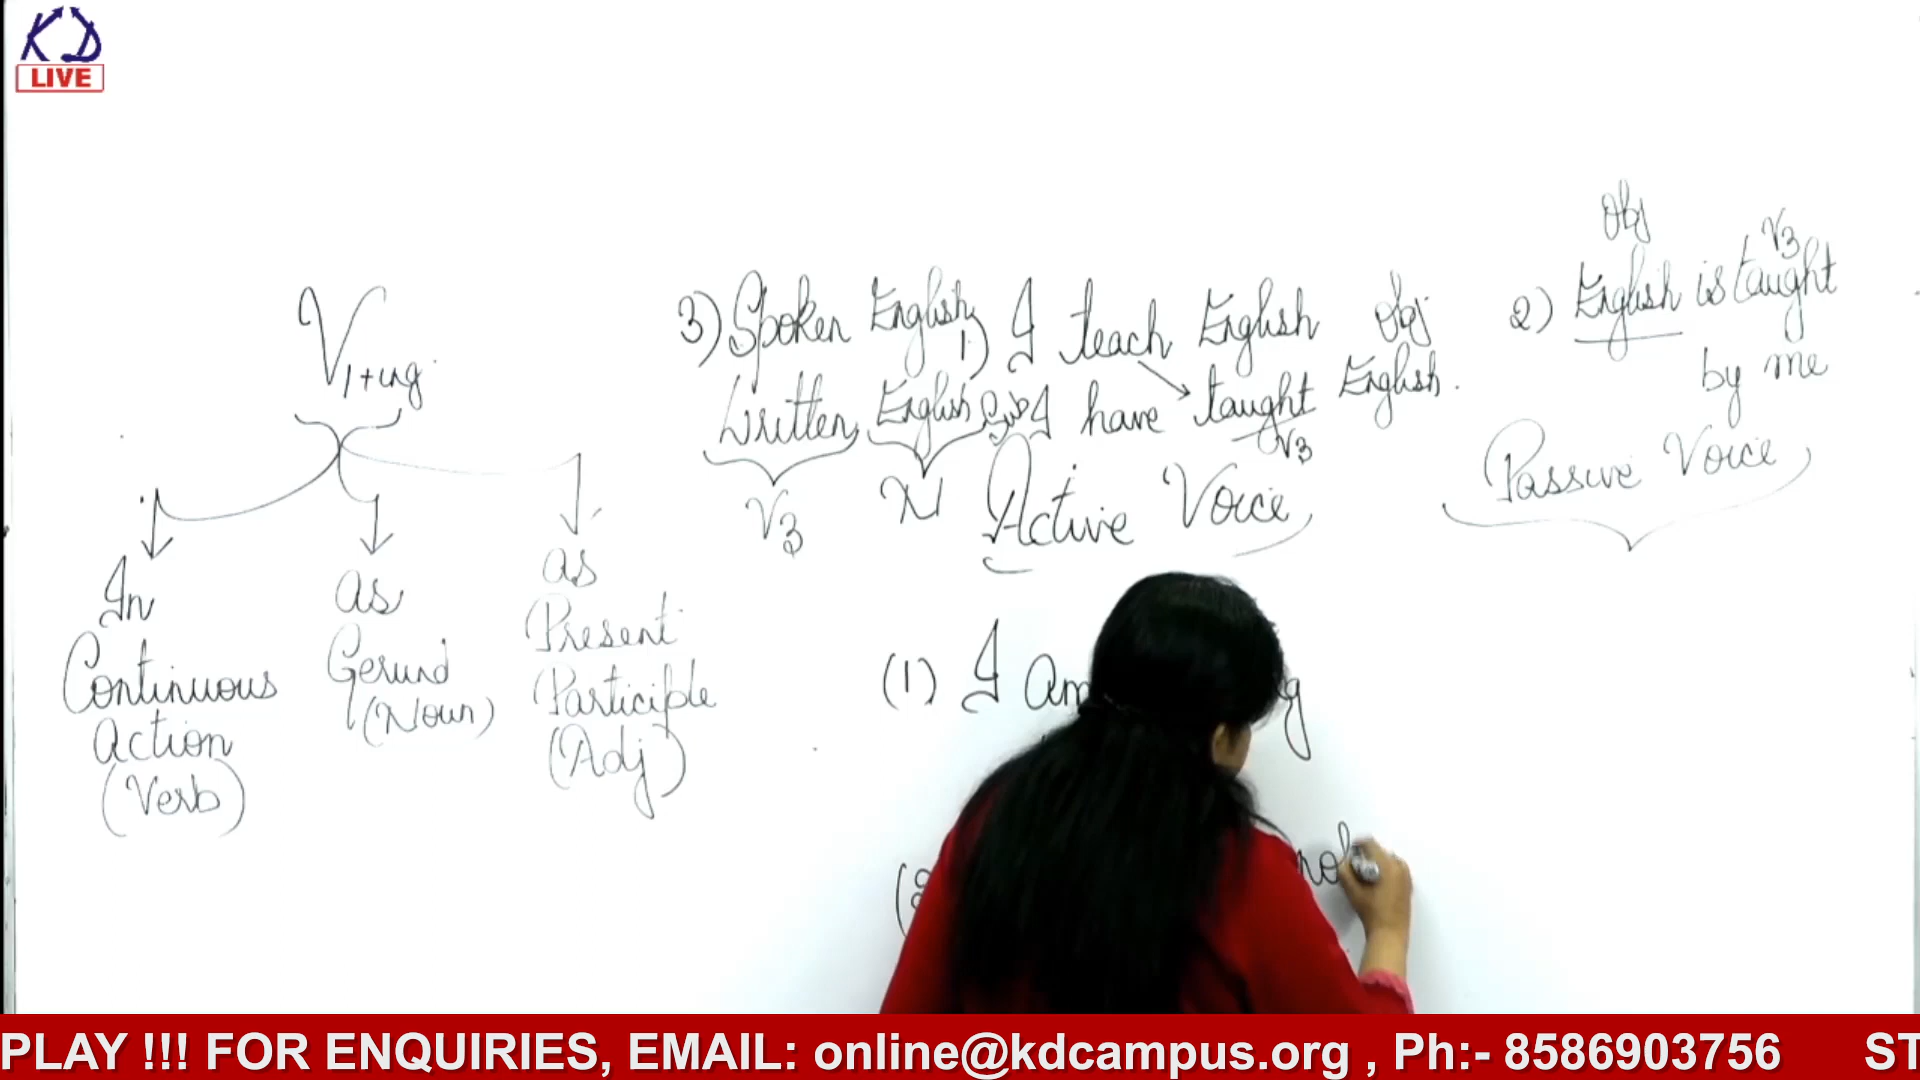 KD
LIVE
V1+ing
In
Continuous
Action
(Verb)
as
Gerund
(Noun)
as
Present
Participle
(Adj)
3) Spoken English
Written English
V3
N
1) I teach English
Sub I have taught English.
obj
V3
Active Voice
2) English is taught
obj
V3
by me
Passive Voice
(1) I am
PLAY !!! FOR ENQUIRIES, EMAIL: online@kdcampus.org , Ph:- 8586903756 ST